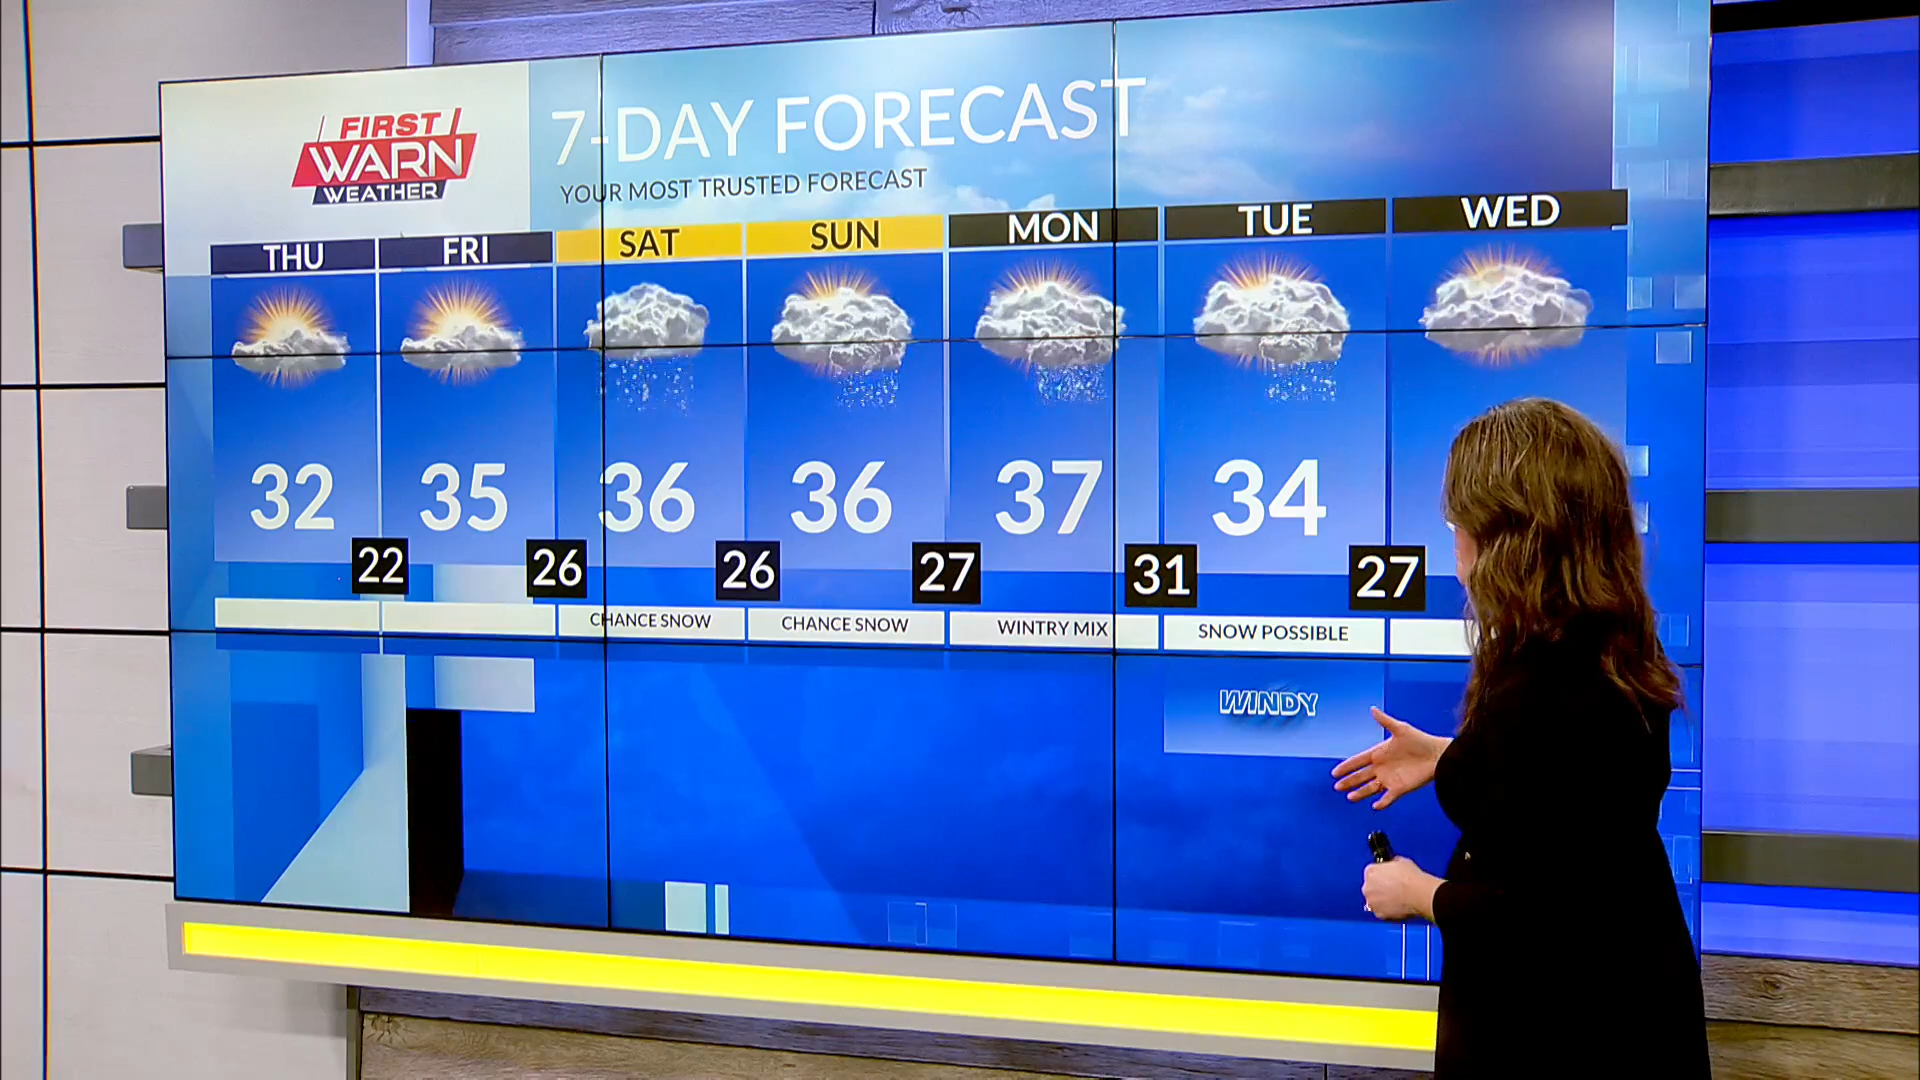 FIRST
WARN
WEATHER
7-DAY FORECAST
YOUR MOST TRUSTED FORECAST
THU FRI SAT SUN MON TUE WED
32 35 36 36 37 34
22 26 26 27 31 27
CHANCE SNOW CHANCE SNOW WINTRY MIX SNOW POSSIBLE
WINDY